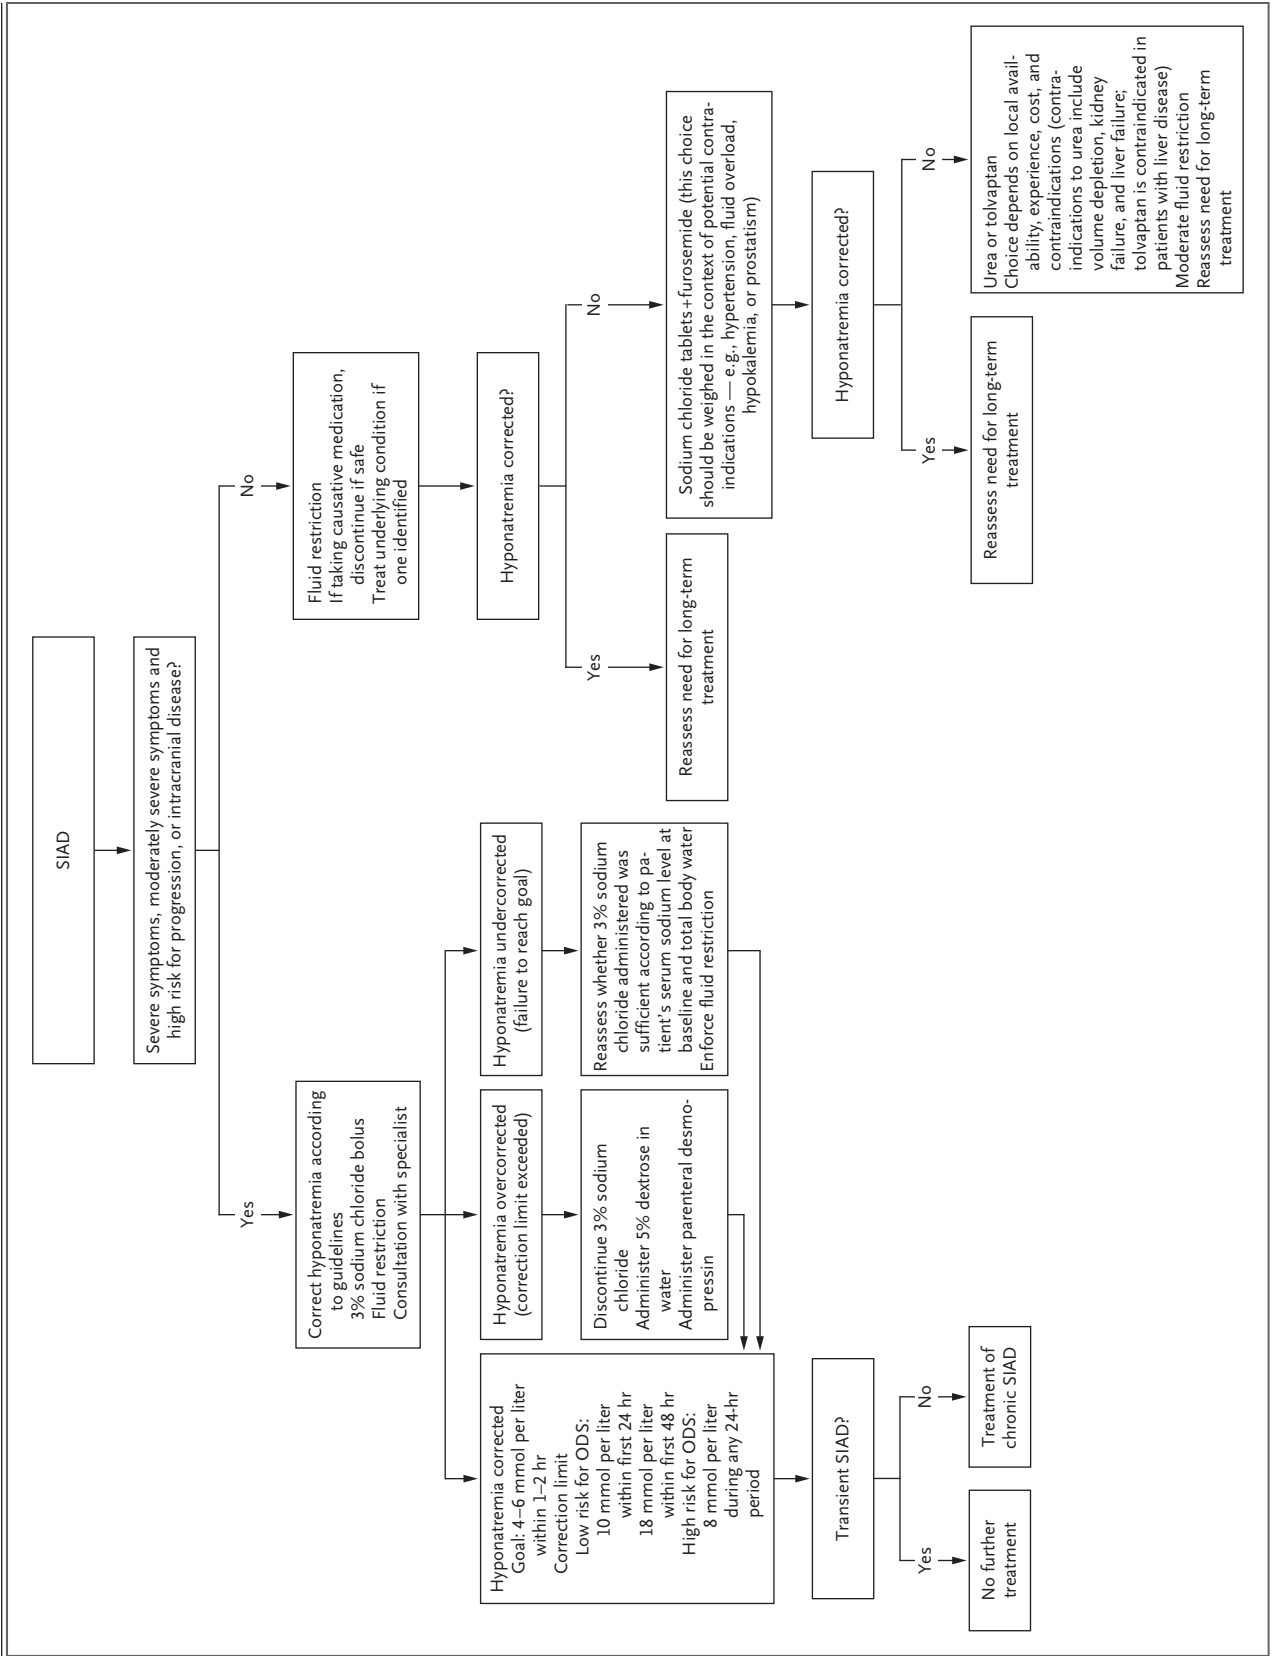 SIAD
Severe symptoms, moderately severe symptoms and
high risk for progression, or intracranial disease?
Yes
No
Correct hyponatremia according
to guidelines
3% sodium chloride bolus
Fluid restriction
Consultation with specialist
Hyponatremia corrected
Goal: 4–6 mmol per liter
within 1–2 hr
Correction limit
Low risk for ODS:
10 mmol per liter
within first 24 hr
18 mmol per liter
within first 48 hr
High risk for ODS:
8 mmol per liter
during any 24-hr
period
Hyponatremia overcorrected
(correction limit exceeded)
Discontinue 3% sodium
chloride
Administer 5% dextrose in
water
Administer parenteral desmo-
pressin
Hyponatremia undercorrected
(failure to reach goal)
Reassess whether 3% sodium
chloride administered was
sufficient according to pa-
tient’s serum sodium level at
baseline and total body water
Enforce fluid restriction
Transient SIAD?
Yes
No
No further
treatment
Treatment of
chronic SIAD
Fluid restriction
If taking causative medication,
discontinue if safe
Treat underlying condition if
one identified
Hyponatremia corrected?
Yes
No
Reassess need for long-term
treatment
Sodium chloride tablets+furosemide (this choice
should be weighed in the context of potential contra-
indications — e.g., hypertension, fluid overload,
hypokalemia, or prostatism)
Hyponatremia corrected?
Yes
No
Reassess need for long-term
treatment
Urea or tolvaptan
Choice depends on local avail-
ability, experience, cost, and
contraindications (contra-
indications to urea include
volume depletion, kidney
failure, and liver failure;
tolvaptan is contraindicated in
patients with liver disease)
Moderate fluid restriction
Reassess need for long-term
treatment